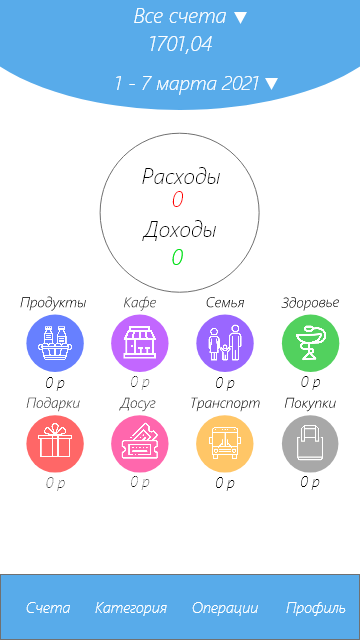 Все счета ▼
1701,04
1 - 7 марта 2021 ▼
Расходы
0
Доходы
0
Продукты Кафе Семья Здоровье
0 р 0 р 0 р 0 р
Подарки Досуг Транспорт Покупки
0 р 0 р 0 р 0 р
Счета Категория Операции Профиль